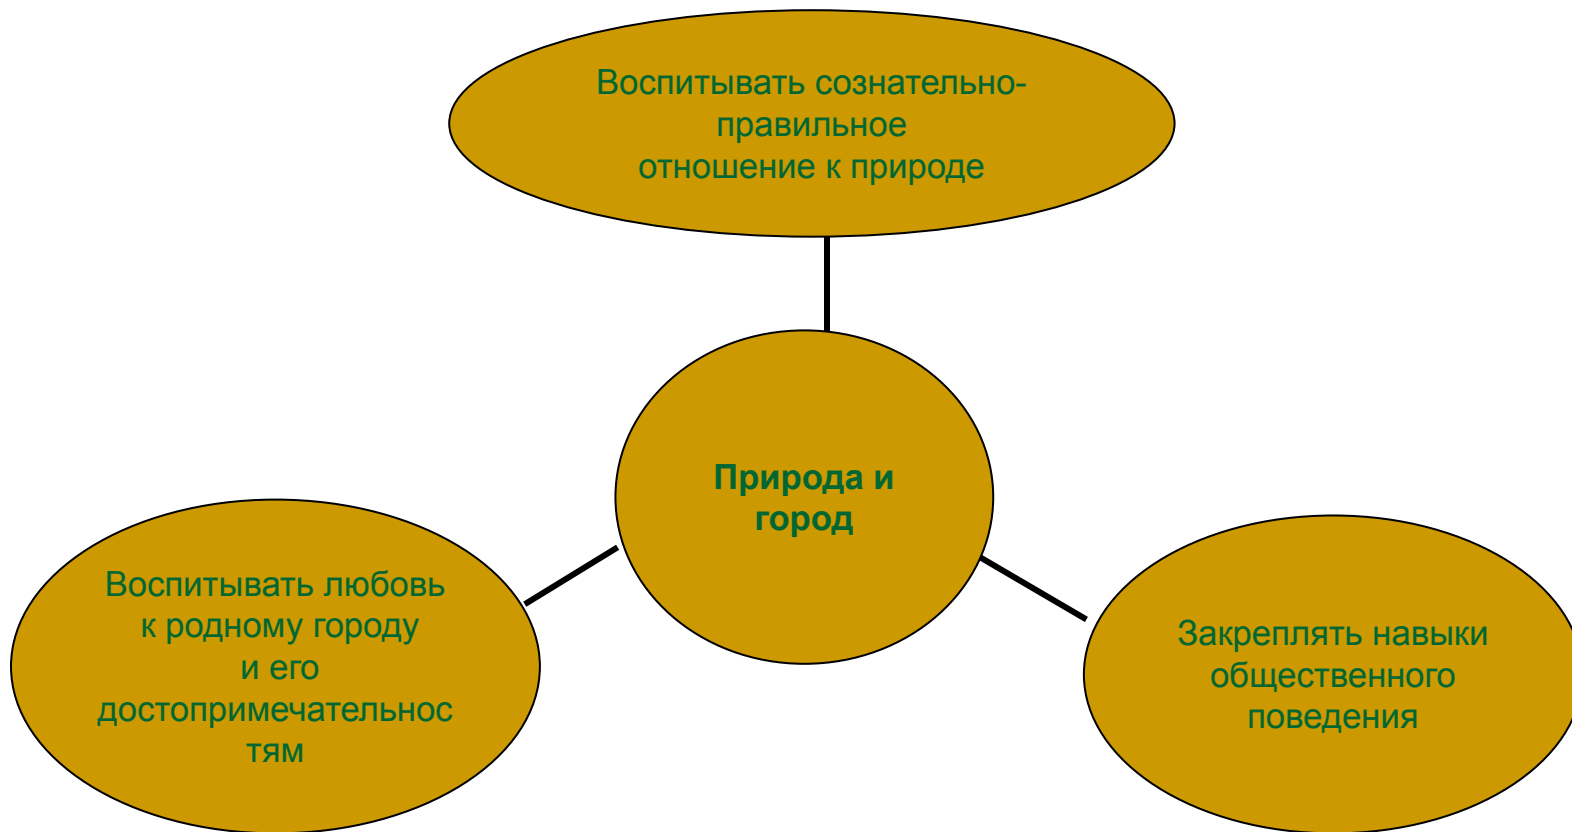 Воспитывать сознательно-
правильное
отношение к природе
Природа и
город
Воспитывать любовь
к родному городу
и его
достопримечательнос
тям
Закреплять навыки
общественного
поведения